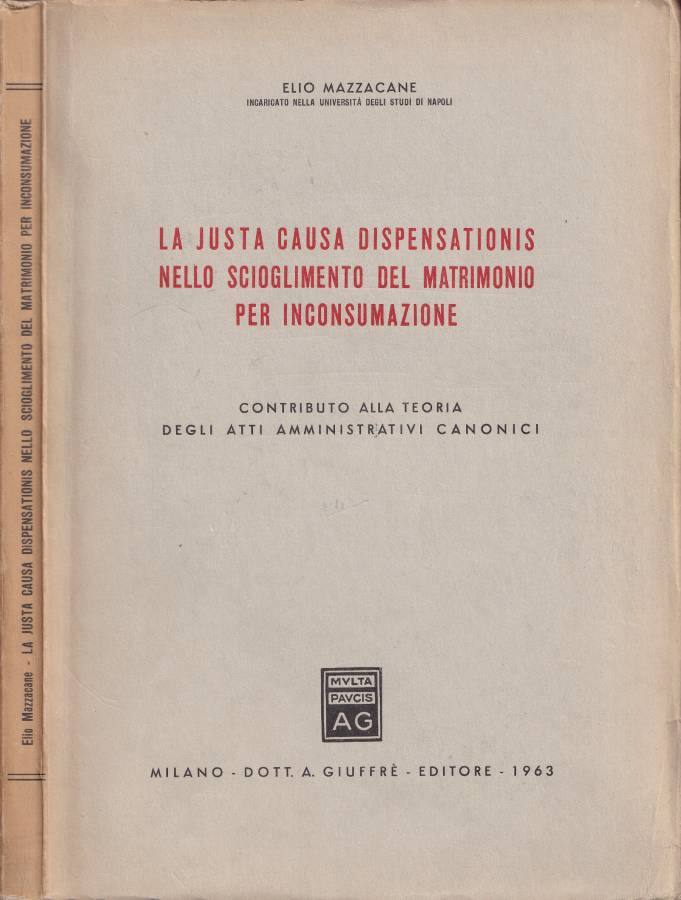 Elio Mazzacane - LA JUSTA CAUSA DISPENSATIONIS NELLO SCIOGLIMENTO DEL MATRIMONIO PER INCONSUMAZIONE
ELIO MAZZACANE
INCARICATO NELLA UNIVERSITÀ DEGLI STUDI DI NAPOLI
LA JUSTA CAUSA DISPENSATIONIS
NELLO SCIOGLIMENTO DEL MATRIMONIO
PER INCONSUMAZIONE
CONTRIBUTO ALLA TEORIA
DEGLI ATTI AMMINISTRATIVI CANONICI
MVLTA
PAVCIS
AG
MILANO - DOTT. A. GIUFFRÈ - EDITORE - 1963